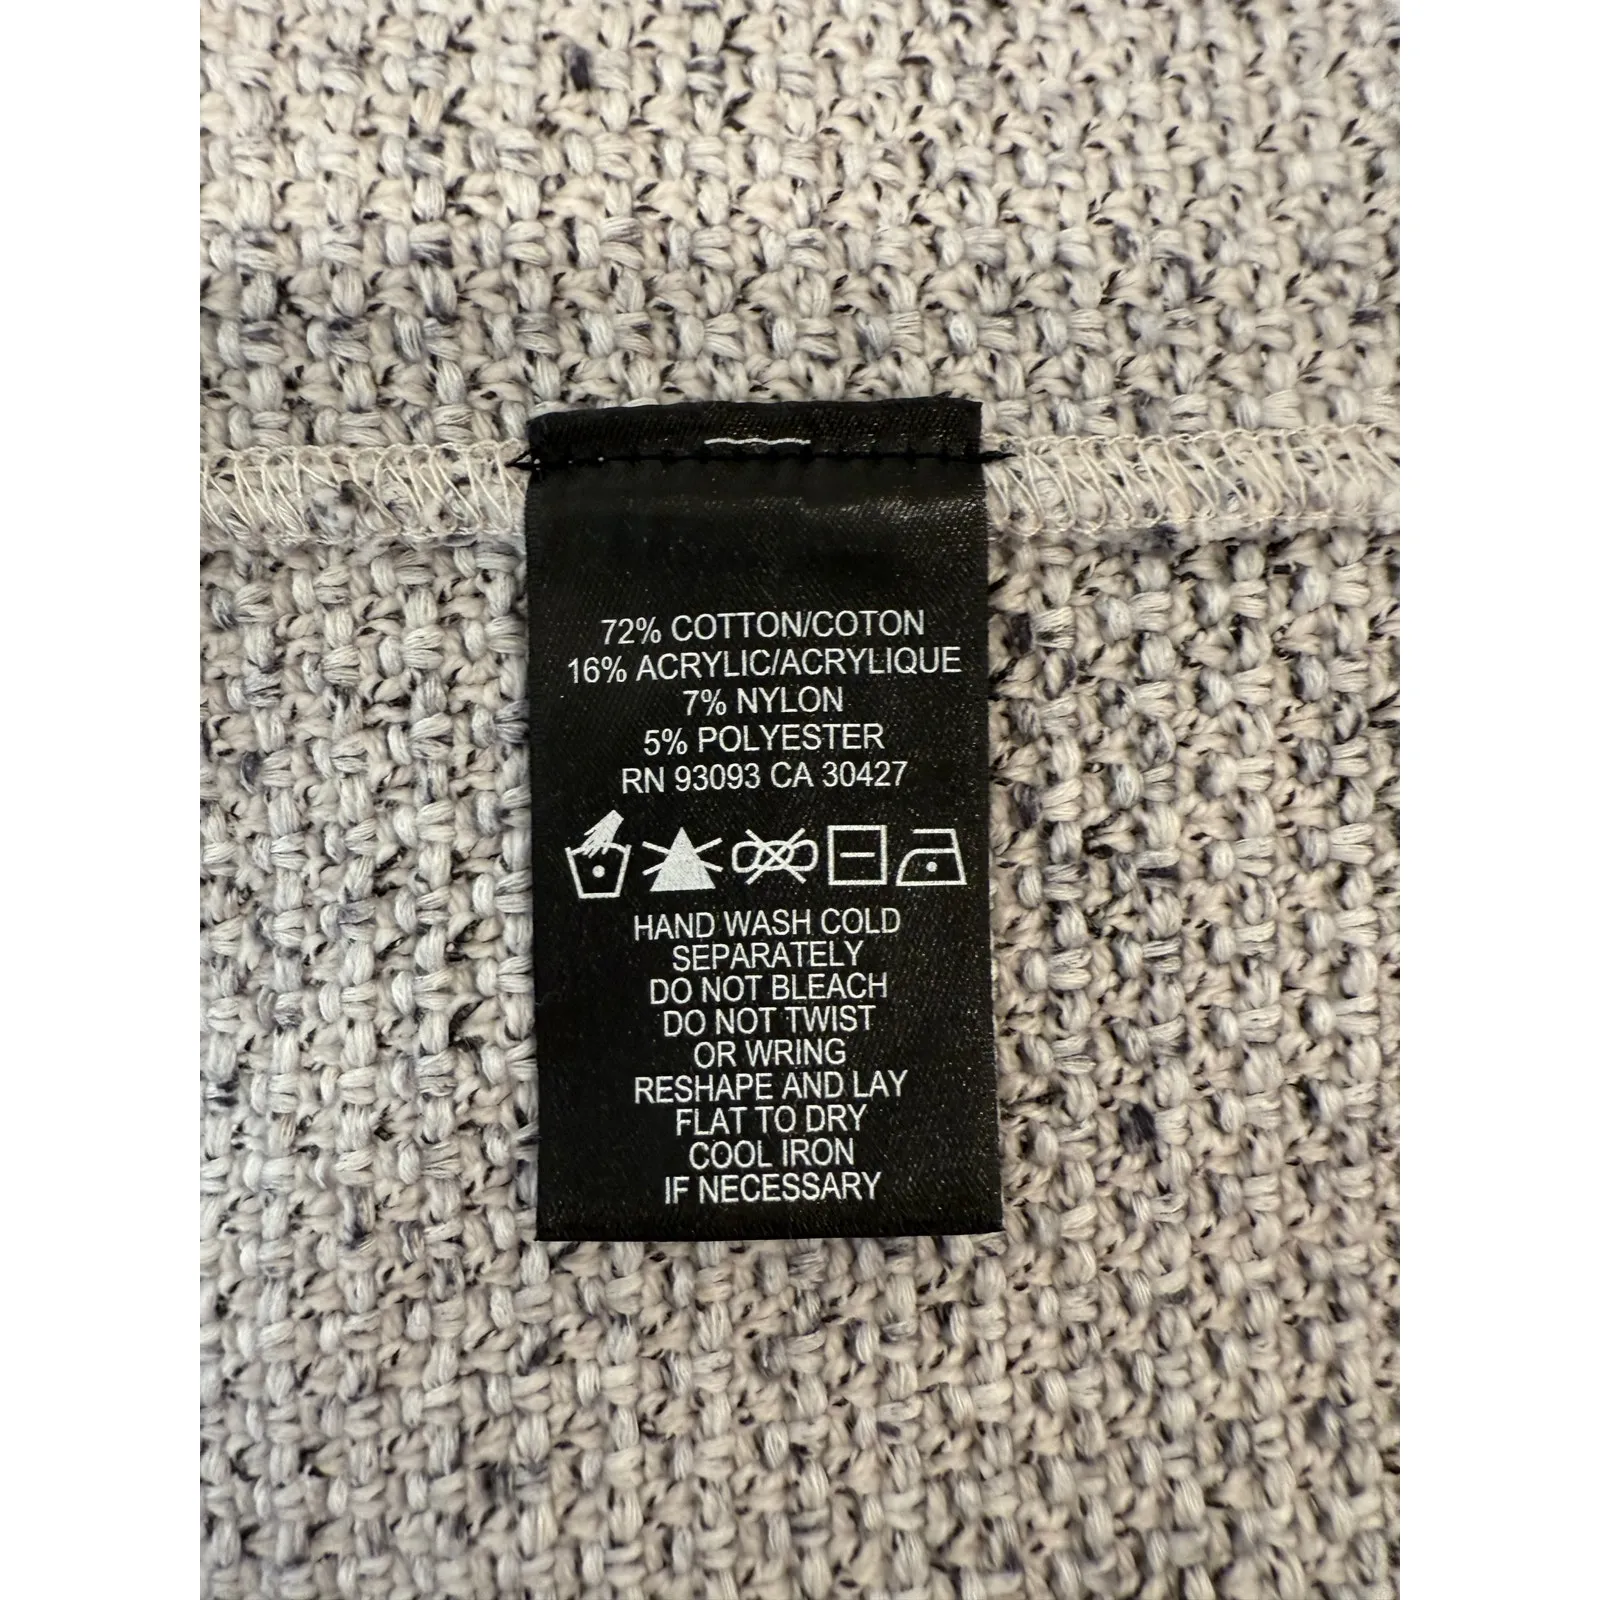 72% COTTON/COTON
16% ACRYLIC/ACRYLIQUE
7% NYLON
5% POLYESTER
RN 93093 CA 30427
HAND WASH COLD
SEPARATELY
DO NOT BLEACH
DO NOT TWIST
OR WRING
RESHAPE AND LAY
FLAT TO DRY
COOL IRON
IF NECESSARY